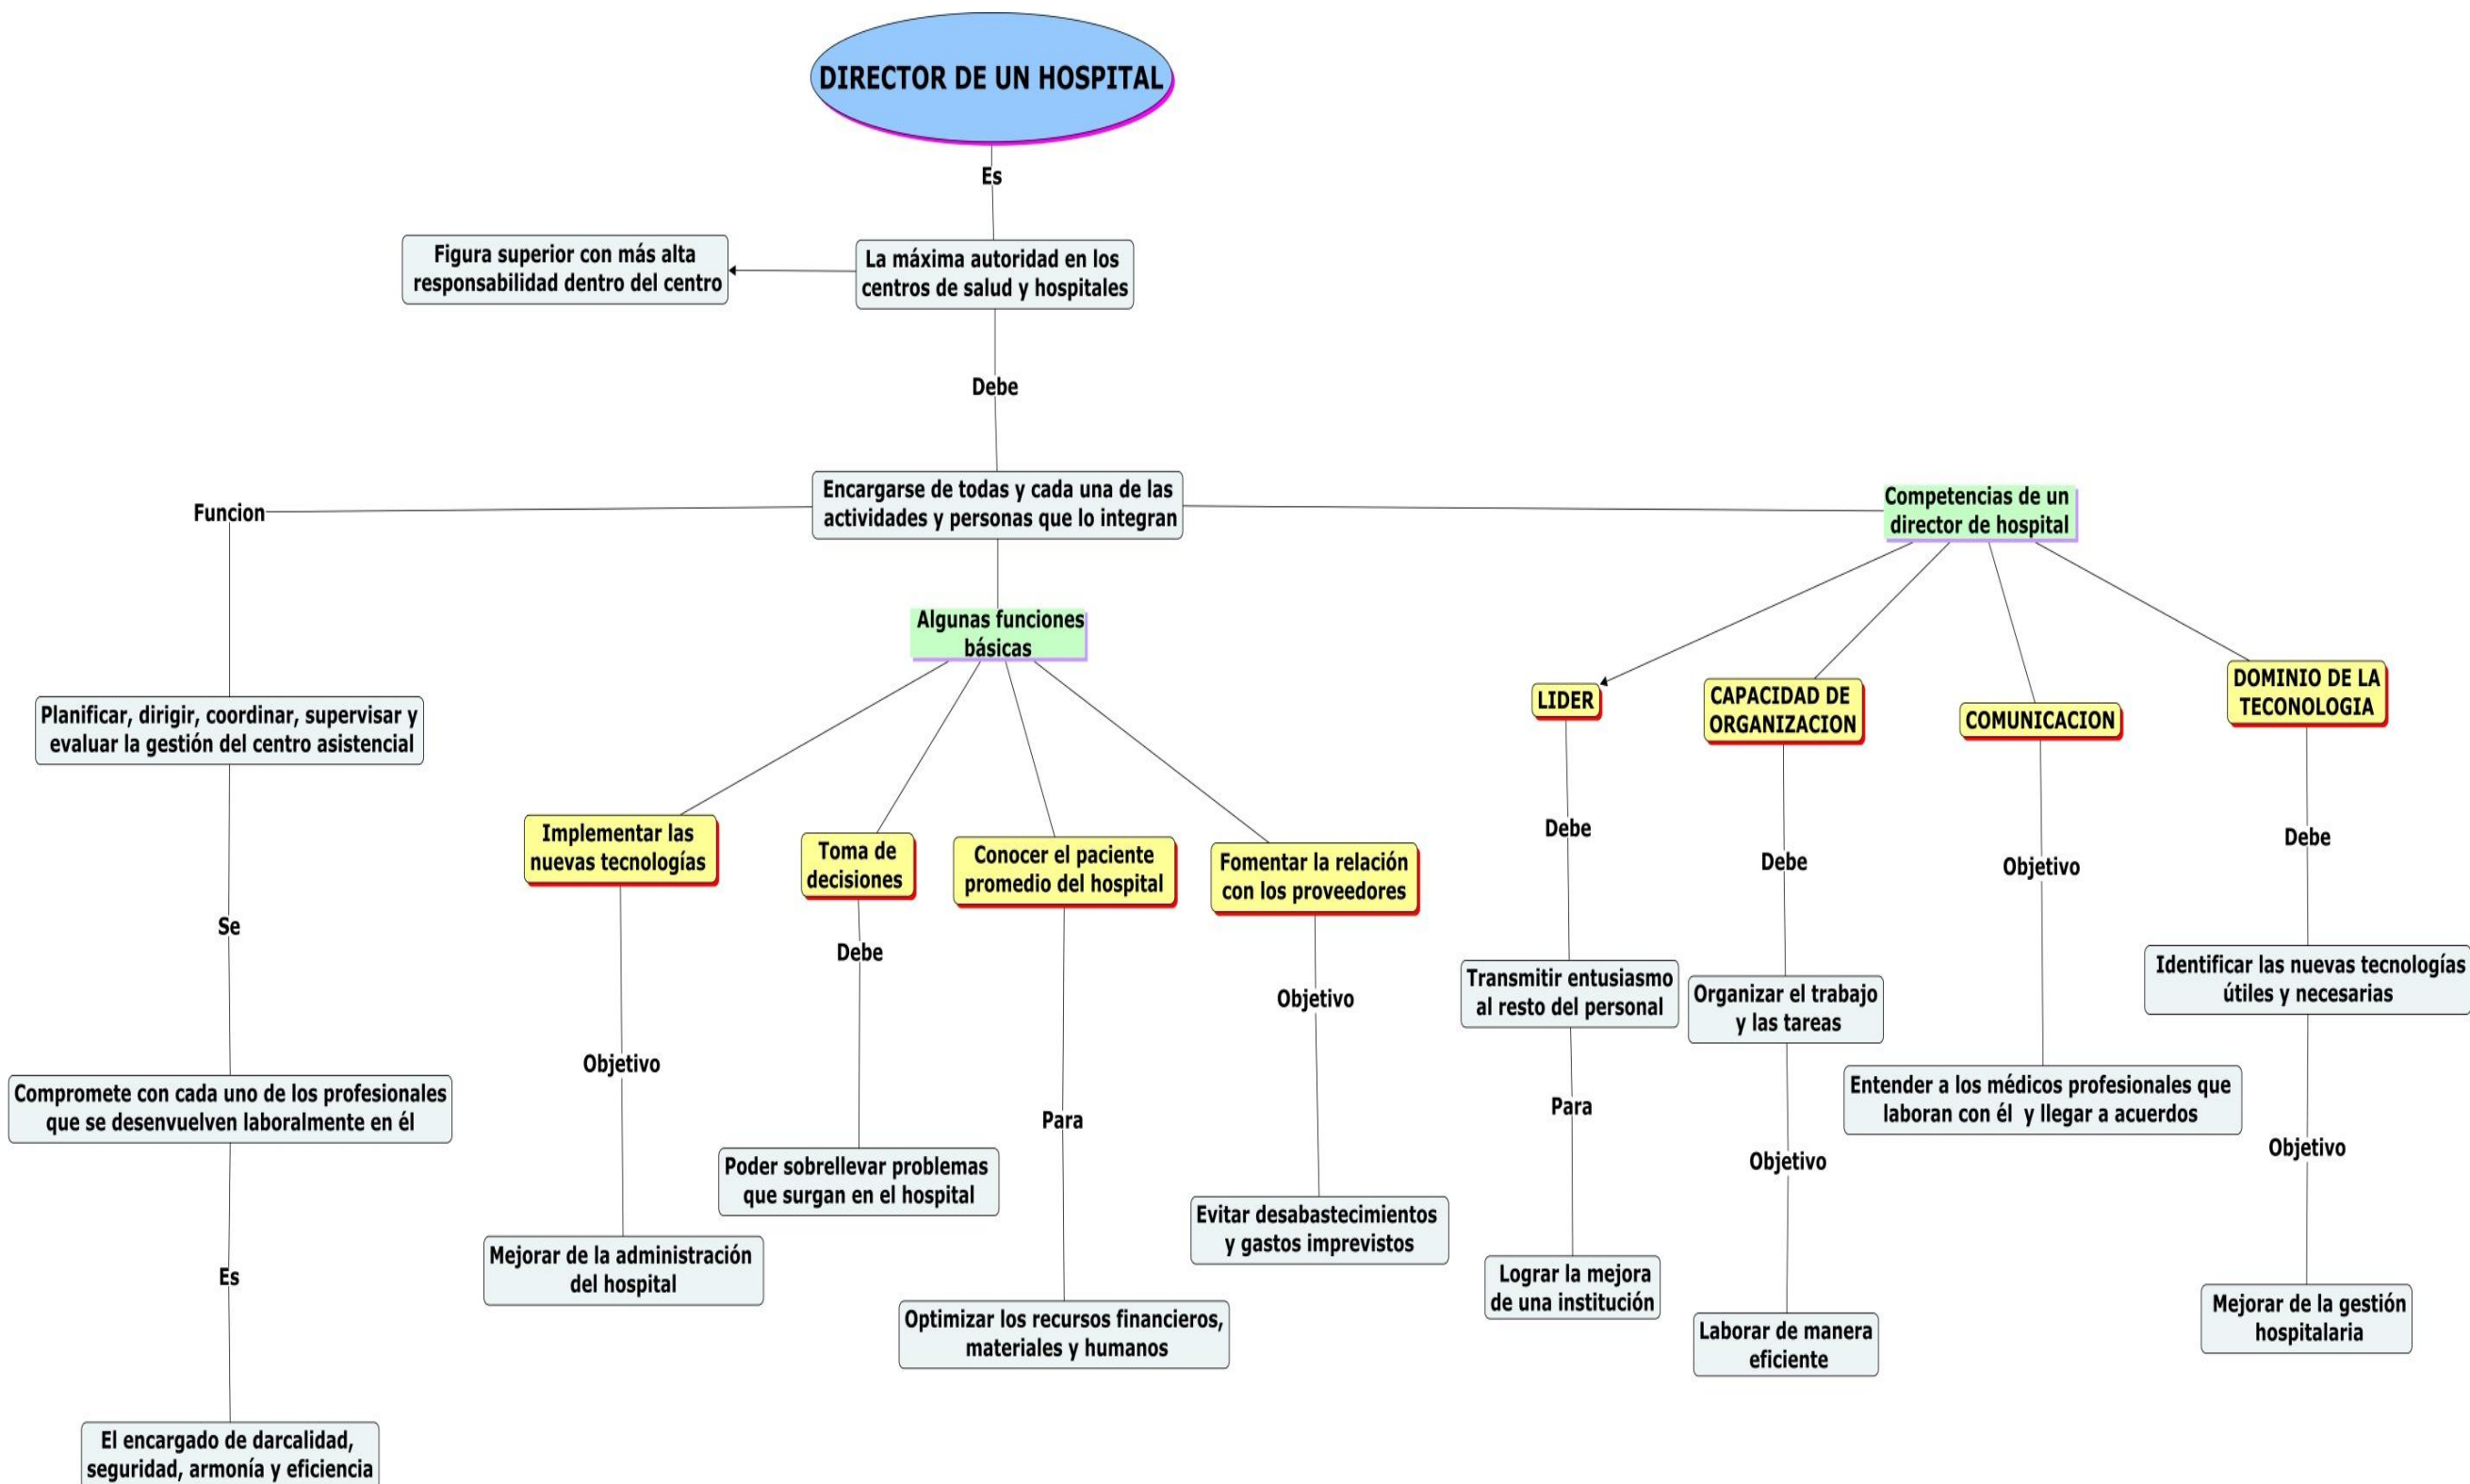 DIRECTOR DE UN HOSPITAL
Es
Figura superior con más alta
responsabilidad dentro del centro
La máxima autoridad en los
centros de salud y hospitales
Debe
Encargarse de todas y cada una de las
actividades y personas que lo integran
Funcion
Planificar, dirigir, coordinar, supervisar y
evaluar la gestión del centro asistencial
Se
Compromete con cada uno de los profesionales
que se desenvuelven laboralmente en él
Es
El encargado de darcalidad,
seguridad, armonía y eficiencia
Algunas funciones
básicas
Implementar las
nuevas tecnologías
Objetivo
Mejorar de la administración
del hospital
Toma de
decisiones
Debe
Poder sobrellevar problemas
que surgan en el hospital
Conocer el paciente
promedio del hospital
Para
Optimizar los recursos financieros,
materiales y humanos
Fomentar la relación
con los proveedores
Objetivo
Evitar desabastecimientos
y gastos imprevistos
Competencias de un
director de hospital
LIDER
Debe
Transmitir entusiasmo
al resto del personal
Para
Lograr la mejora
de una institución
CAPACIDAD DE
ORGANIZACION
Debe
Organizar el trabajo
y las tareas
Objetivo
Laborar de manera
eficiente
COMUNICACION
Objetivo
Entender a los médicos profesionales que
laboran con él y llegar a acuerdos
DOMINIO DE LA
TECONOLOGIA
Debe
Identificar las nuevas tecnologías
útiles y necesarias
Objetivo
Mejorar de la gestión
hospitalaria